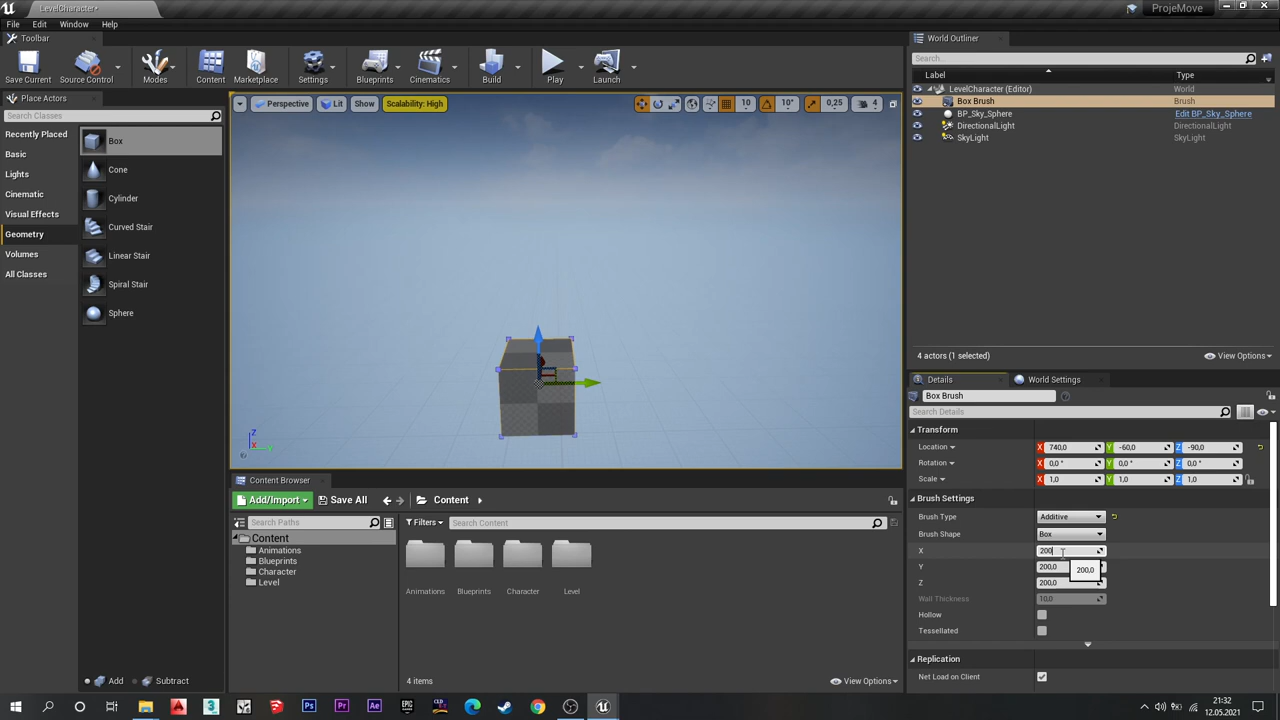 LevelCharacter*
ProjeMove
File Edit Window Help
Toolbar
Save Current
Source Control
Modes
Content
Marketplace
Settings
Blueprints
Cinematics
Build
Play
Launch
Place Actors
Search Classes
Recently Placed
Basic
Lights
Cinematic
Visual Effects
Geometry
Volumes
All Classes
Box
Cone
Cylinder
Curved Stair
Linear Stair
Spiral Stair
Sphere
Add
Subtract
Perspective Lit Show Scalability: High
10 10° 0,25 4
Z
X Y
World Outliner
Search...
Label Type
LevelCharacter (Editor) World
Box Brush Brush
BP_Sky_Sphere Edit BP_Sky_Sphere
DirectionalLight DirectionalLight
SkyLight SkyLight
4 actors (1 selected) View Options
Details World Settings
Box Brush
Search Details
Transform
Location X 740,0 Y -60,0 Z -90,0
Rotation X 0,0 ° Y 0,0 ° Z 0,0 °
Scale X 1,0 Y 1,0 Z 1,0
Brush Settings
Brush Type Additive
Brush Shape Box
X 200
Y 200,0
200,0
Z 200,0
Wall Thickness 10,0
Hollow
Tessellated
Replication
Net Load on Client
Content Browser
Add/Import Save All Content
Search Paths
Filters Search Content
Content
Animations
Blueprints
Character
Level
Animations Blueprints Character Level
4 items View Options
21:32
12.05.2021